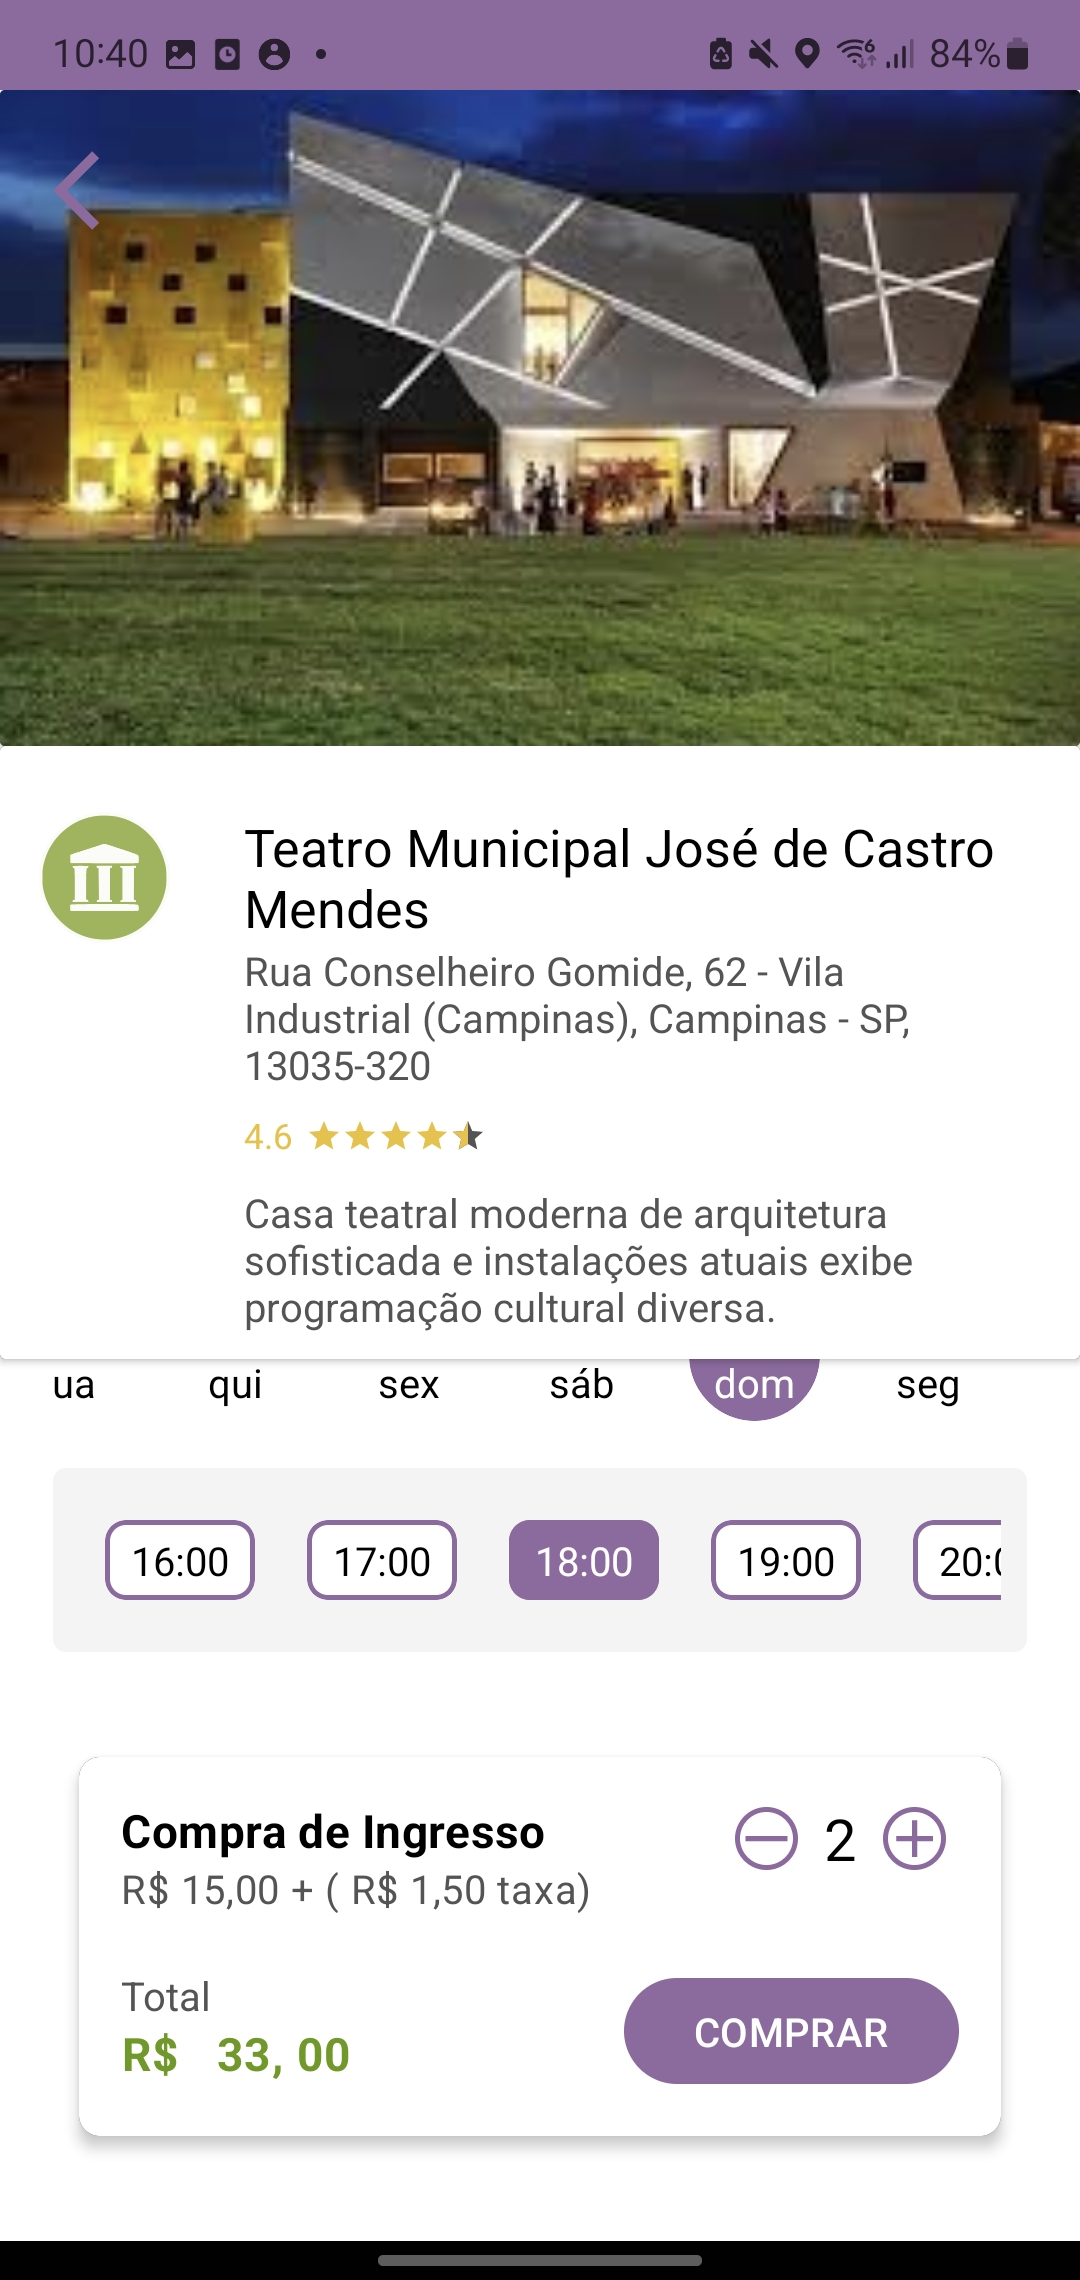 10:40 84%
Teatro Municipal José de Castro
Mendes
Rua Conselheiro Gomide, 62 - Vila
Industrial (Campinas), Campinas - SP,
13035-320
4.6
Casa teatral moderna de arquitetura
sofisticada e instalações atuais exibe
programação cultural diversa.
ua qui sex sáb dom seg
16:00 17:00 18:00 19:00 20:0
Compra de Ingresso
2
R$ 15,00 + ( R$ 1,50 taxa)
Total
R$ 33, 00
COMPRAR